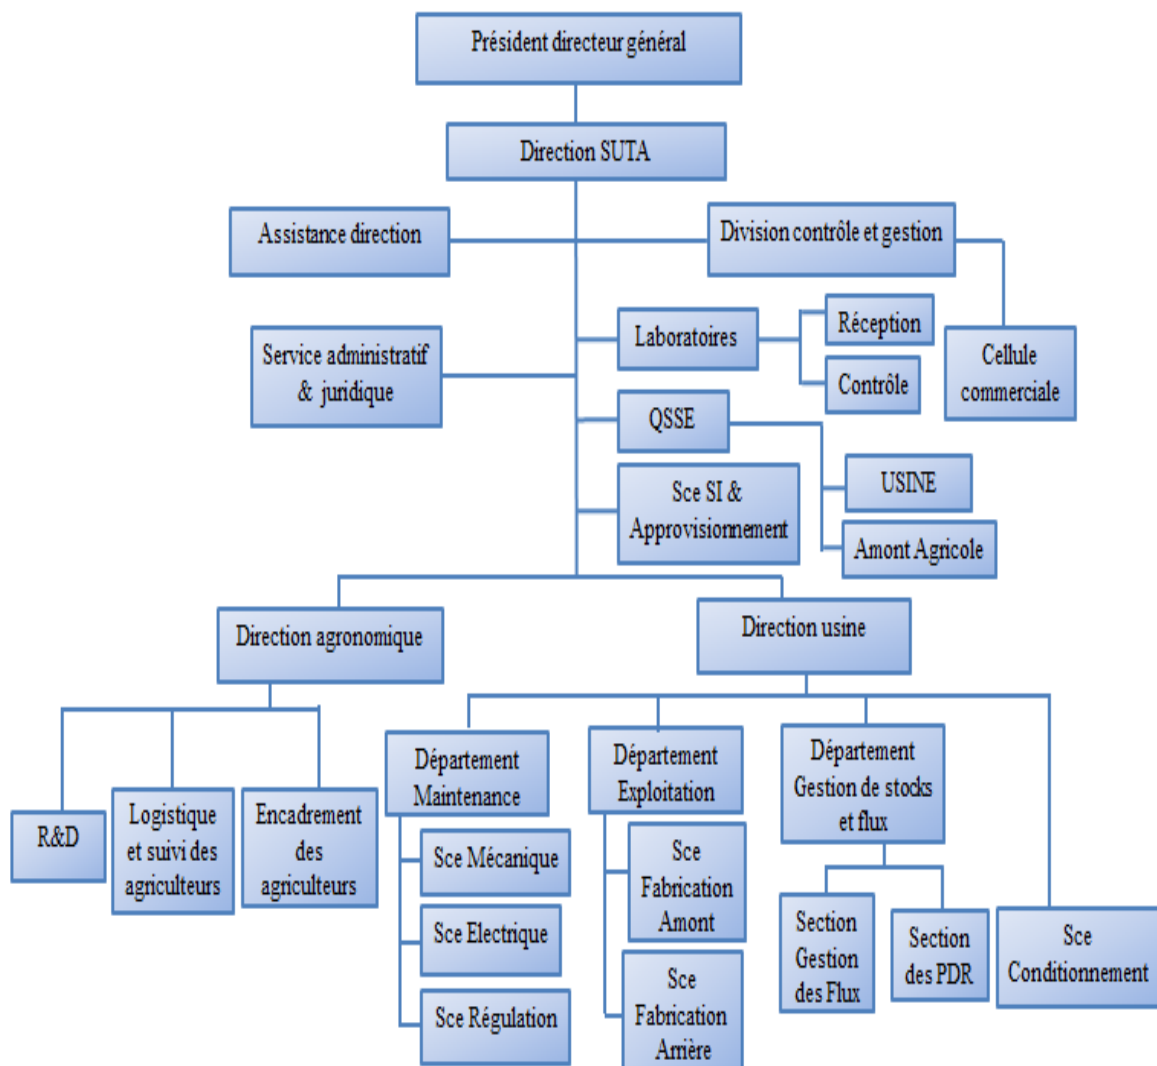 Président directeur général
Direction SUTA
Assistance direction
Division contrôle et gestion
Laboratoires
Réception
Contrôle
Cellule
commerciale
Service administratif
& juridique
QSSE
USINE
Amont Agricole
Sce SI &
Approvisionnement
Direction agronomique
Direction usine
R&D
Logistique
et suivi des
agriculteurs
Encadrement
des
agriculteurs
Département
Maintenance
Sce Mécanique
Sce Electrique
Sce Régulation
Département
Exploitation
Sce
Fabrication
Amont
Sce
Fabrication
Arrière
Département
Gestion de stocks
et flux
Section
Gestion
des Flux
Section
des PDR
Sce
Conditionnement